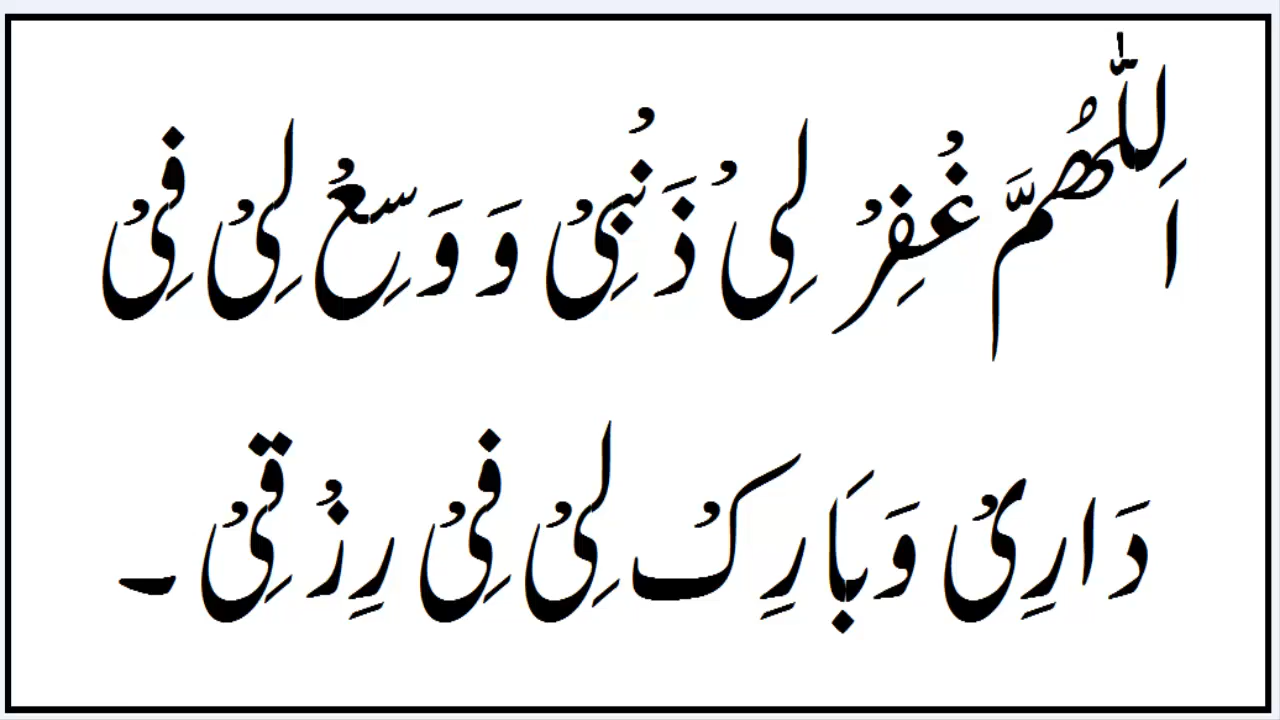 اَللّٰهُمَّ غْفِرْ لِیْ ذَنْبِیْ وَ وَسِعْ لِیْ فِیْ
دَارِیْ وَبَارِكْ لِیْ فِیْ رِزْقِیْ ۔